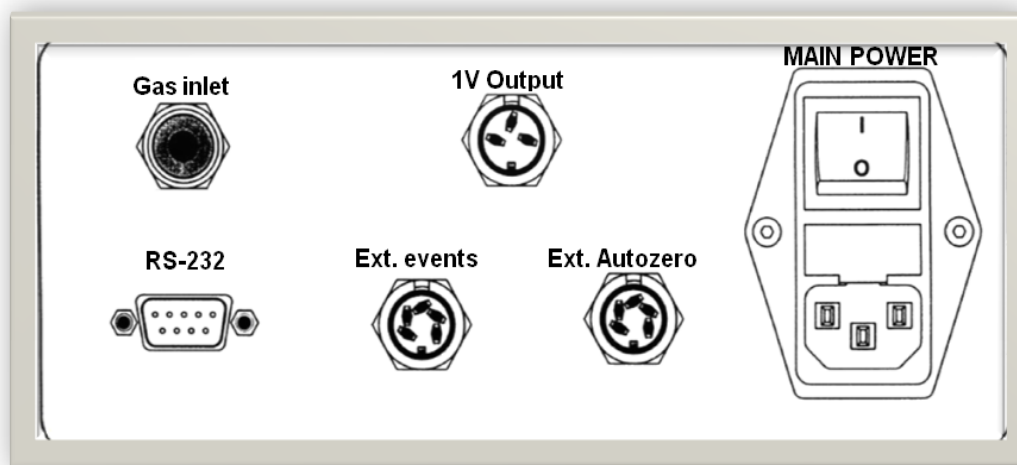 MAIN POWER
Gas inlet
1V Output
I
O
RS-232
Ext. events
Ext. Autozero